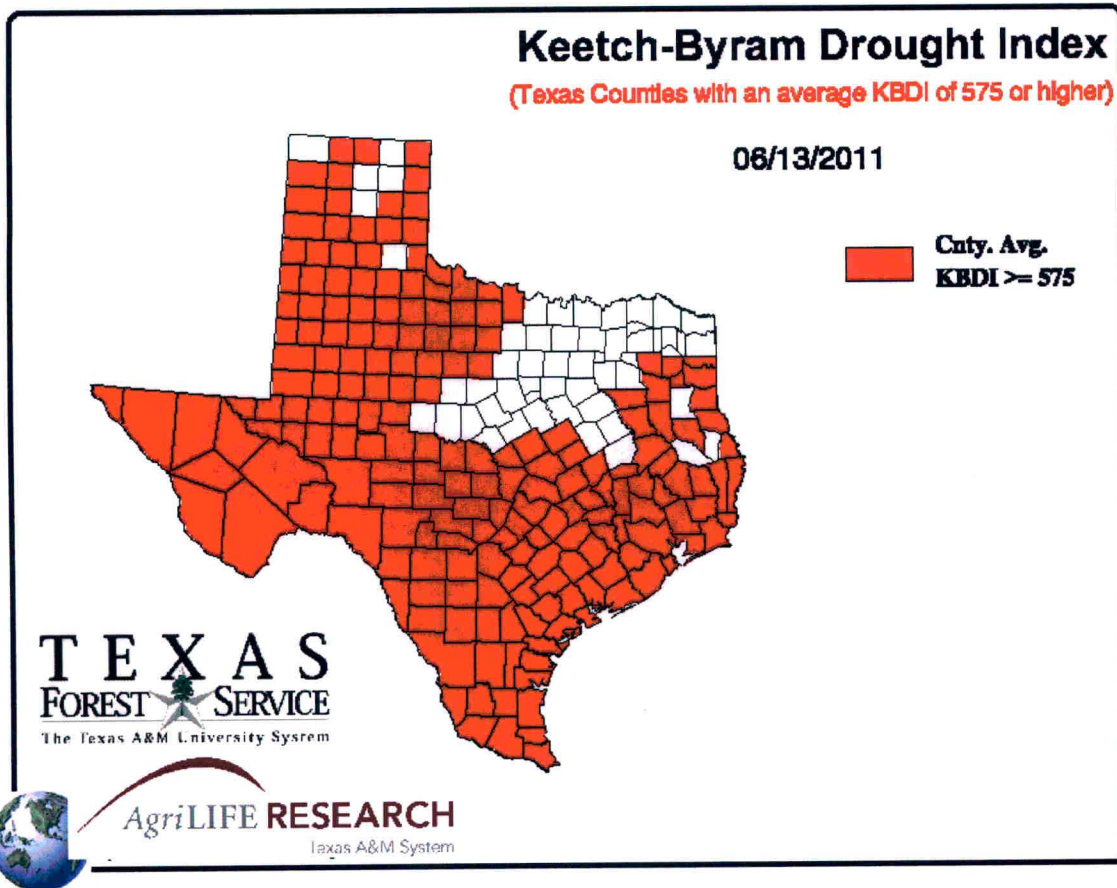 Keetch-Byram Drought Index
(Texas Counties with an average KBDI of 575 or higher)
06/13/2011
Cnty. Avg.
KBDI >= 575
TEXAS
FOREST SERVICE
The Texas A&M University System
AgriLIFE RESEARCH
Texas A&M System